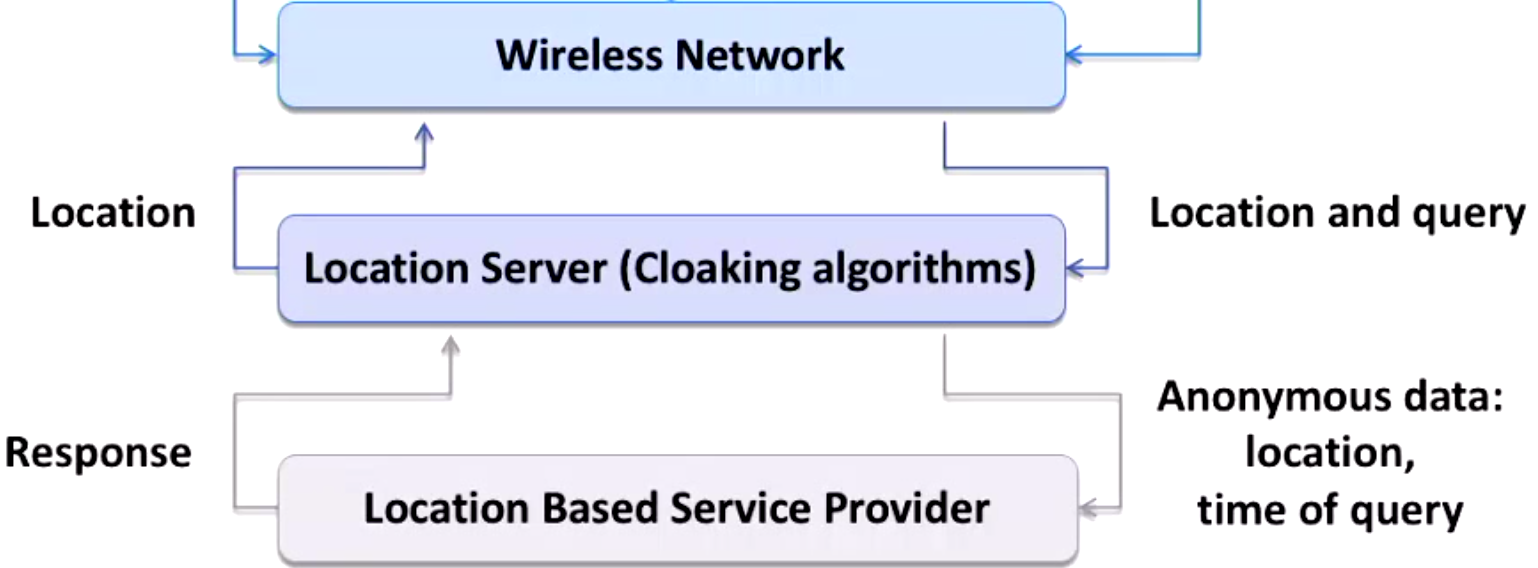 Wireless Network
Location
Location and query
Location Server (Cloaking algorithms)
Response
Anonymous data:
location,
time of query
Location Based Service Provider